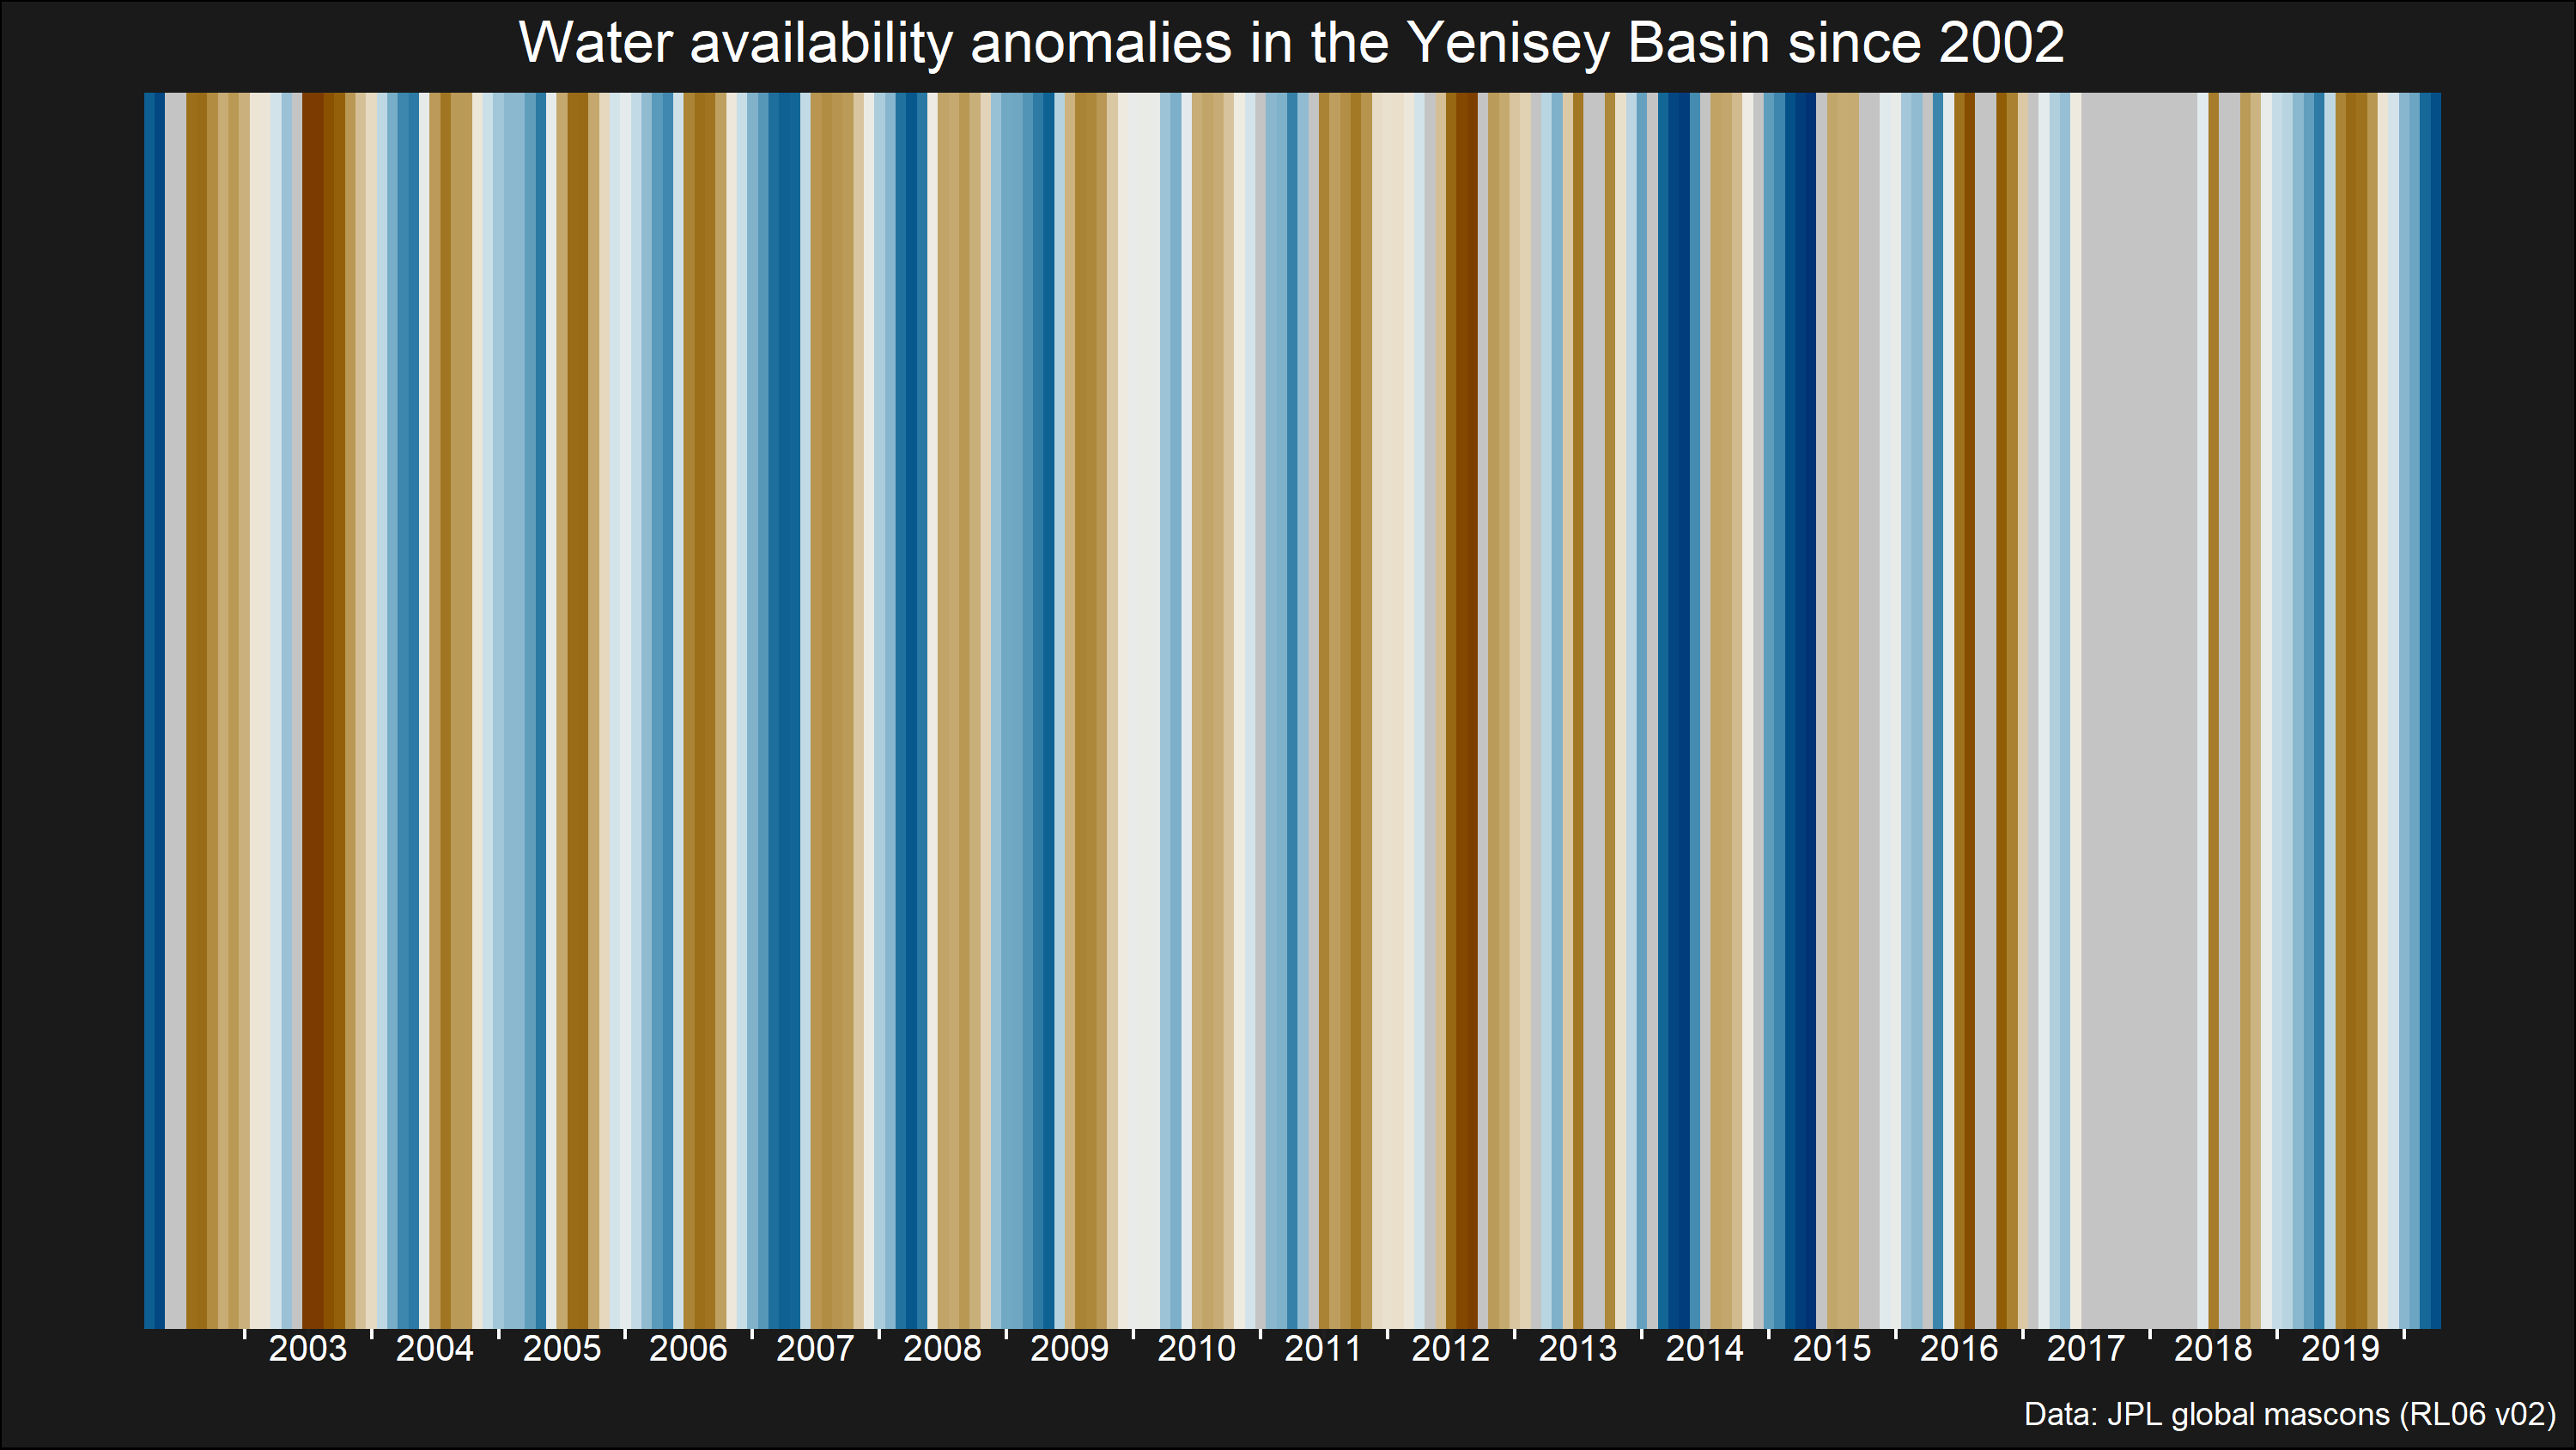 Water availability anomalies in the Yenisey Basin since 2002
2003 2004 2005 2006 2007 2008 2009 2010 2011 2012 2013 2014 2015 2016 2017 2018 2019
Data: JPL global mascons (RL06 v02)